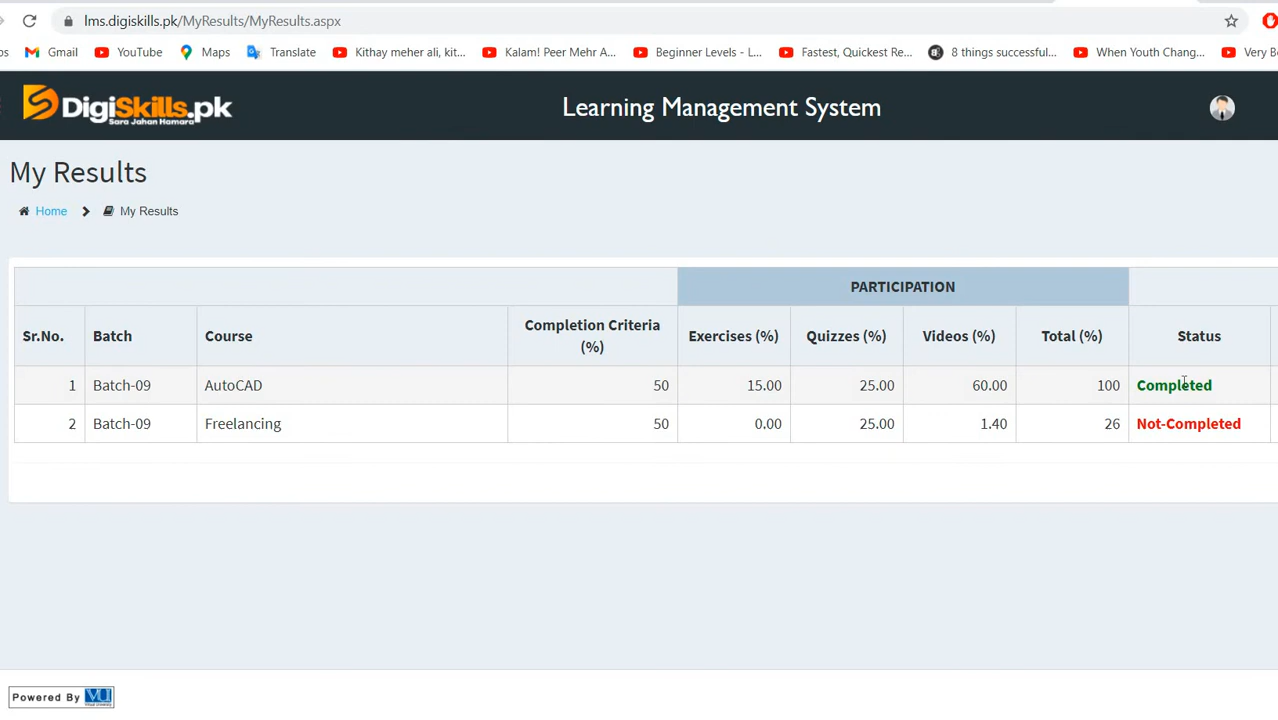 lms.digiskills.pk/MyResults/MyResults.aspx
ps Gmail YouTube Maps Translate Kithay meher ali, kit... Kalam! Peer Mehr A... Beginner Levels - L... Fastest, Quickest Re... 8 things successful... When Youth Chang... Very Be
DigiSkills.pk Learning Management System
Sara Jahan Hamara
My Results
Home My Results
PARTICIPATION
Sr.No. Batch Course Completion Criteria (%) Exercises (%) Quizzes (%) Videos (%) Total (%) Status
1 Batch-09 AutoCAD 50 15.00 25.00 60.00 100 Completed
2 Batch-09 Freelancing 50 0.00 25.00 1.40 26 Not-Completed
Powered By VU